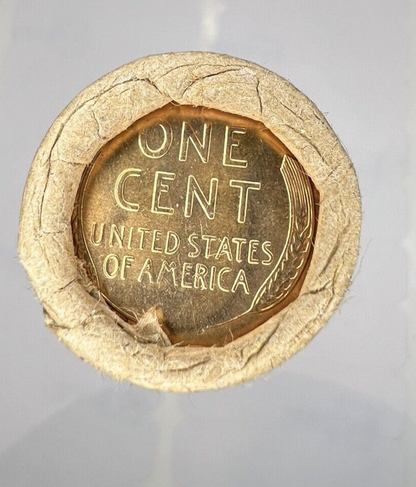 ONE
CENT
UNITED STATES
OF AMERICA